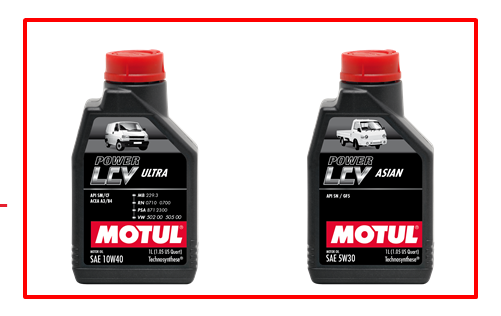 POWER
LCV ULTRA
API SM/CF
ACEA A3/B4
MB 229.3
RN 0710 0700
PSA B71 2300
VW 502 00 505 00
MOTUL
MOTOR OIL
SAE 10W40
1L (1.05 US Quart)
Technosynthese®
POWER
LCV ASIAN
API SM / GF5
MOTUL
MOTOR OIL
SAE 5W30
1L (1.05 US Quart)
Technosynthese®